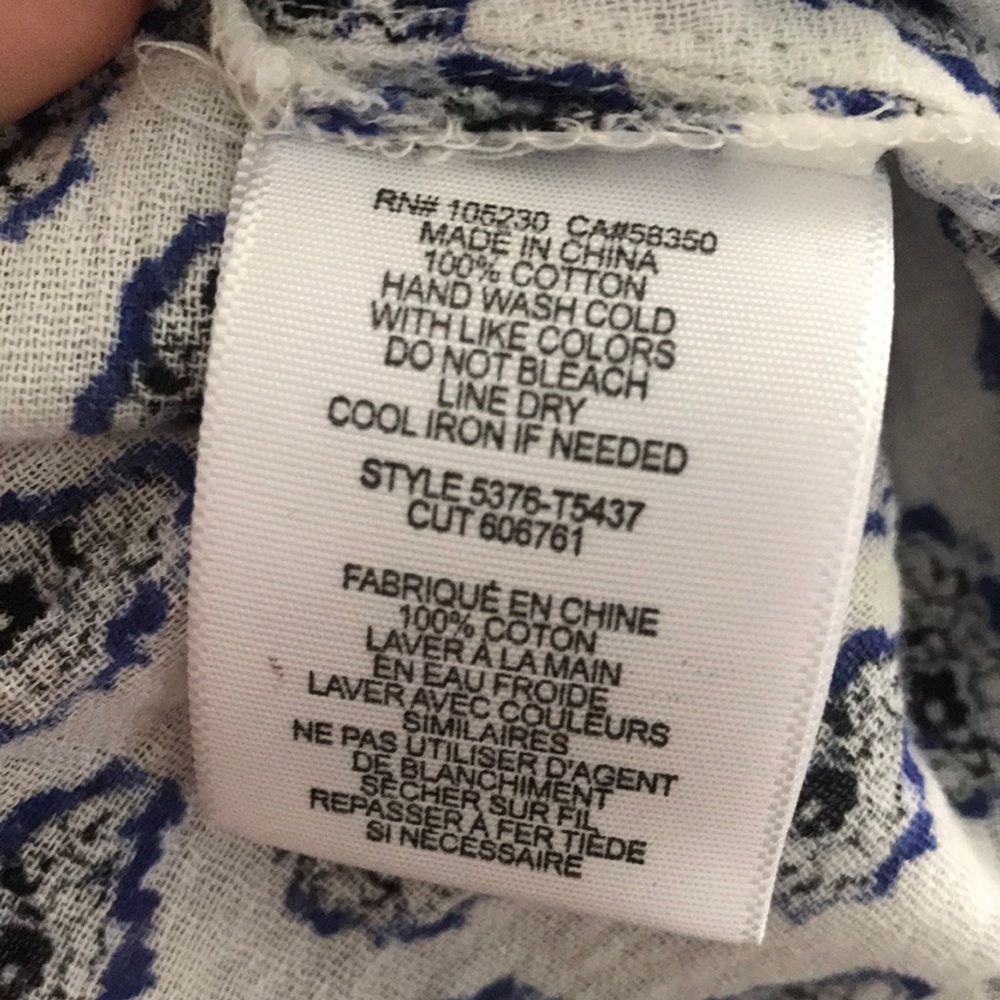 RN# 105230 CA#58350
MADE IN CHINA
100% COTTON
HAND WASH COLD
WITH LIKE COLORS
DO NOT BLEACH
LINE DRY
COOL IRON IF NEEDED
STYLE 5376-T5437
CUT 606761
FABRIQUÉ EN CHINE
100% COTON
LAVER À LA MAIN
EN EAU FROIDE
LAVER AVEC COULEURS
SIMILAIRES
NE PAS UTILISER D'AGENT
DE BLANCHIMENT
SÉCHER SUR FIL
REPASSER À FER TIÈDE
SI NÉCESSAIRE